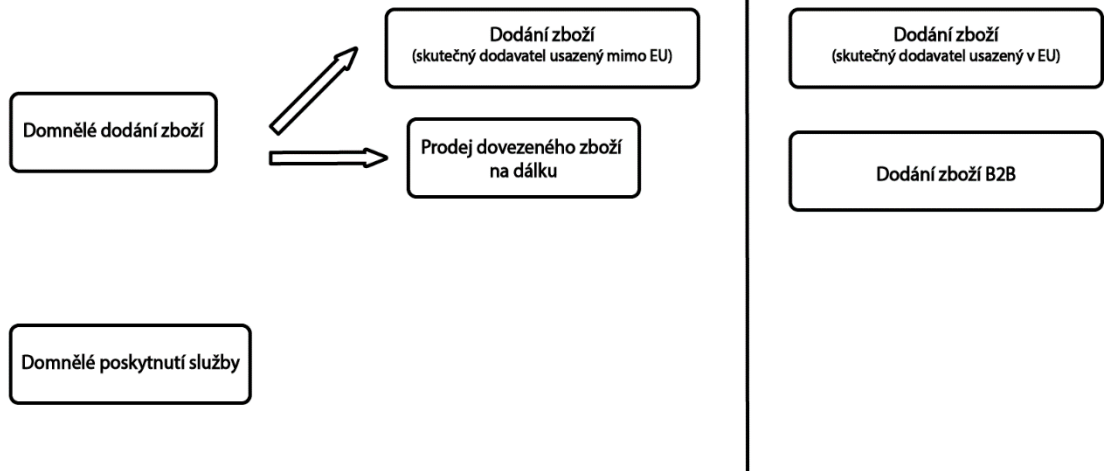 Dodání zboží
(skutečný dodavatel usazený mimo EU)
Dodání zboží
(skutečný dodavatel usazený v EU)
Domnělé dodání zboží
Prodej dovezeného zboží
na dálku
Dodání zboží B2B
Domnělé poskytnutí služby